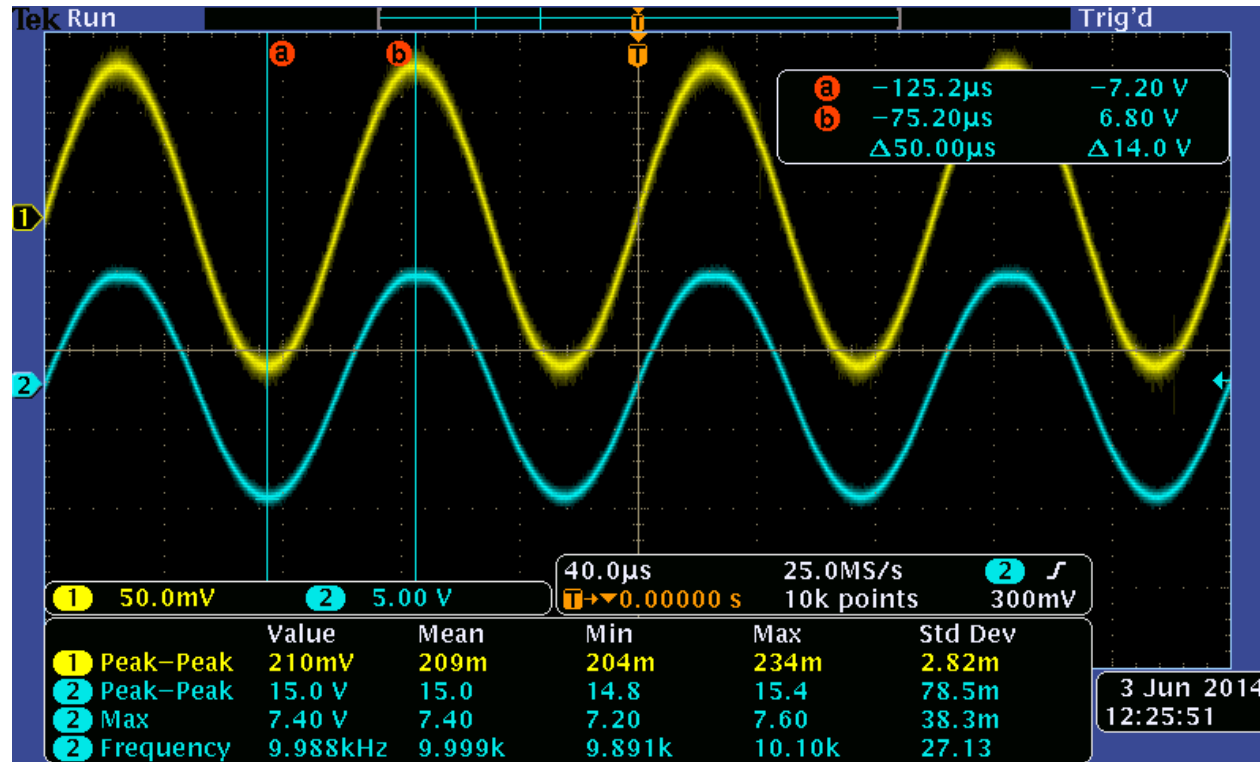 Tek Run Trig'd
T
a b T
a −125.2µs −7.20 V
b −75.20µs 6.80 V
Δ50.00µs Δ14.0 V
1
2
1 50.0mV 2 5.00 V
40.0µs 25.0MS/s 2
T→▼0.00000 s 10k points 300mV
Value Mean Min Max Std Dev
1 Peak−Peak 210mV 209m 204m 234m 2.82m
2 Peak−Peak 15.0 V 15.0 14.8 15.4 78.5m
2 Max 7.40 V 7.40 7.20 7.60 38.3m
2 Frequency 9.988kHz 9.999k 9.891k 10.10k 27.13
3 Jun 2014
12:25:51